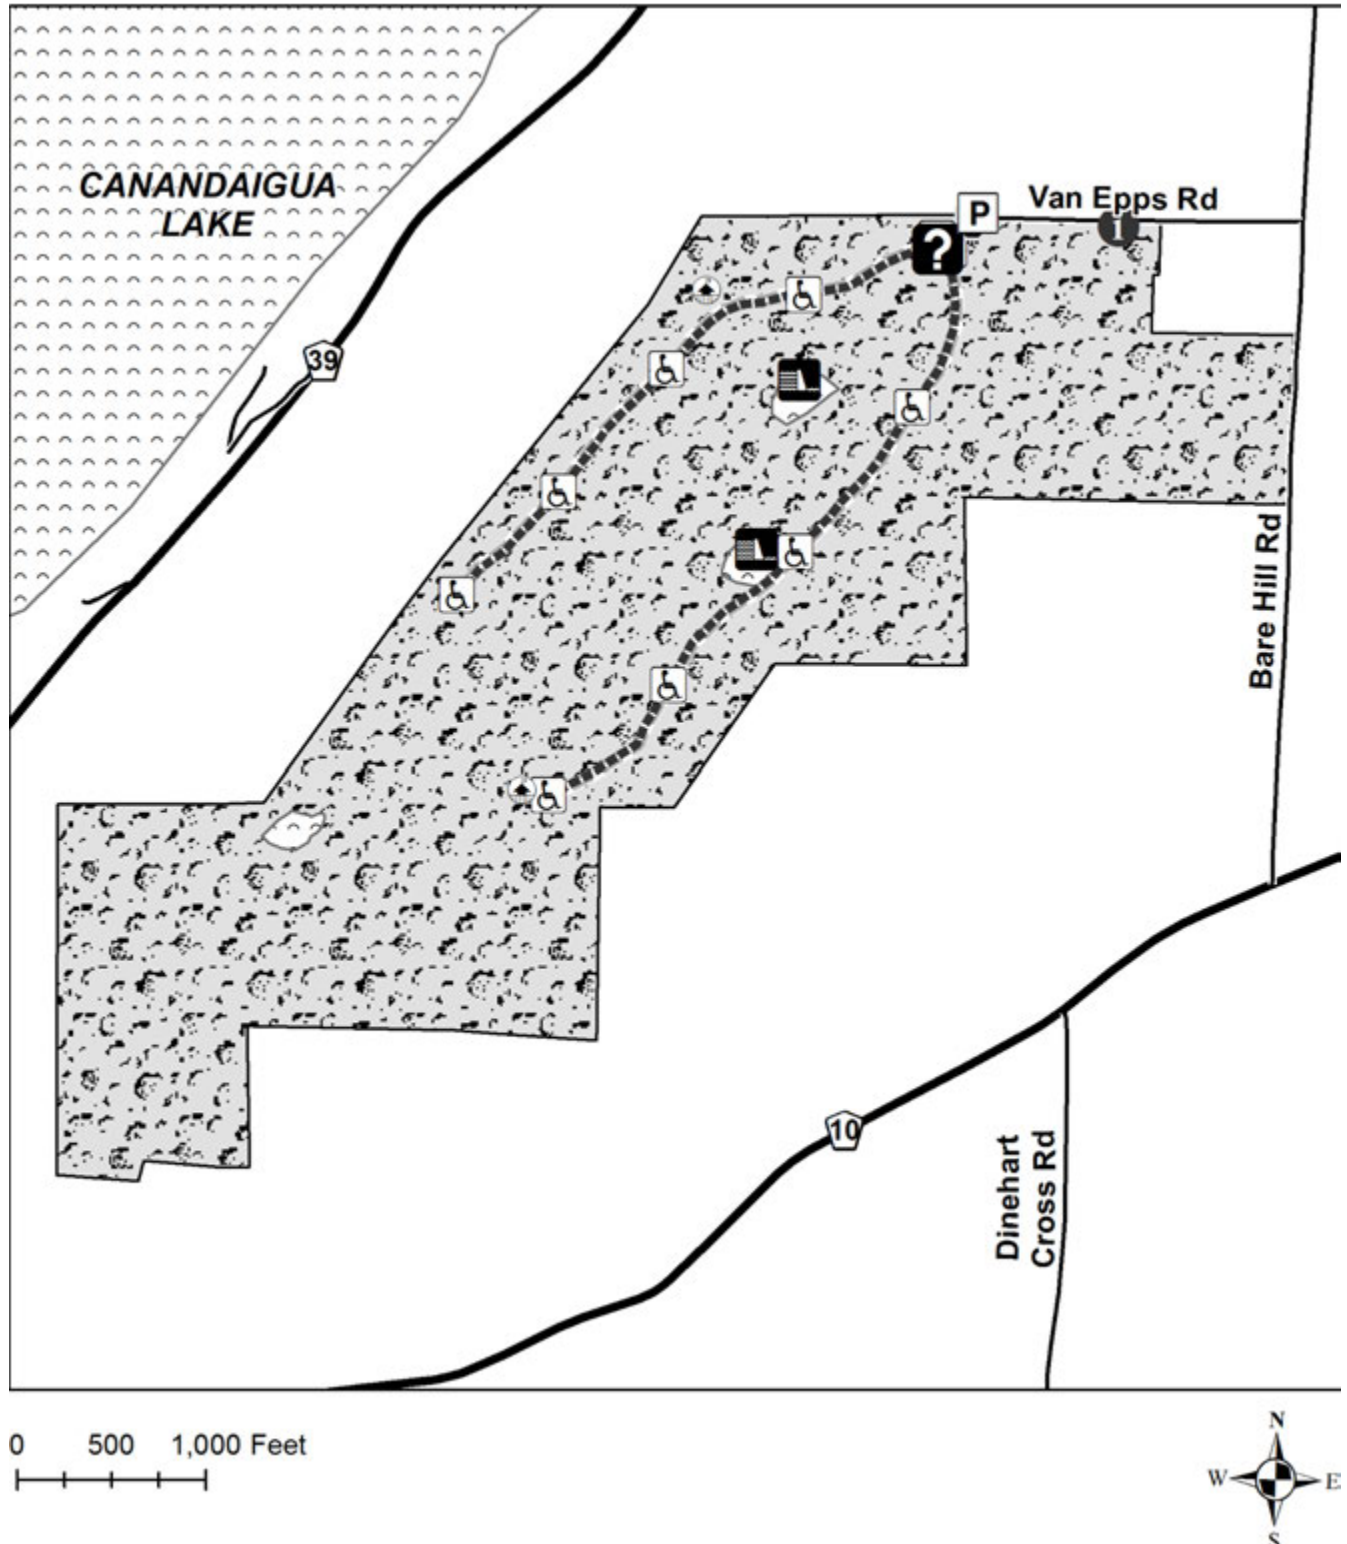 CANANDAIGUA
LAKE
Van Epps Rd
P
?
1
39
Bare Hill Rd
10
Dinehart
Cross Rd
0 500 1,000 Feet
N
W E
S